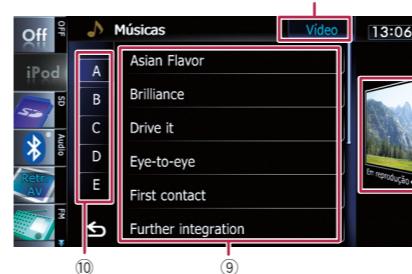 Off
OFF
Músicas
Vídeo
13:06
iPod
A
Asian Flavor
SD
B
Brilliance
C
Drive it
Audio
D
Eye-to-eye
Retr.
AV
E
First contact
Em reprodução
FM
Further integration
⑩
⑨